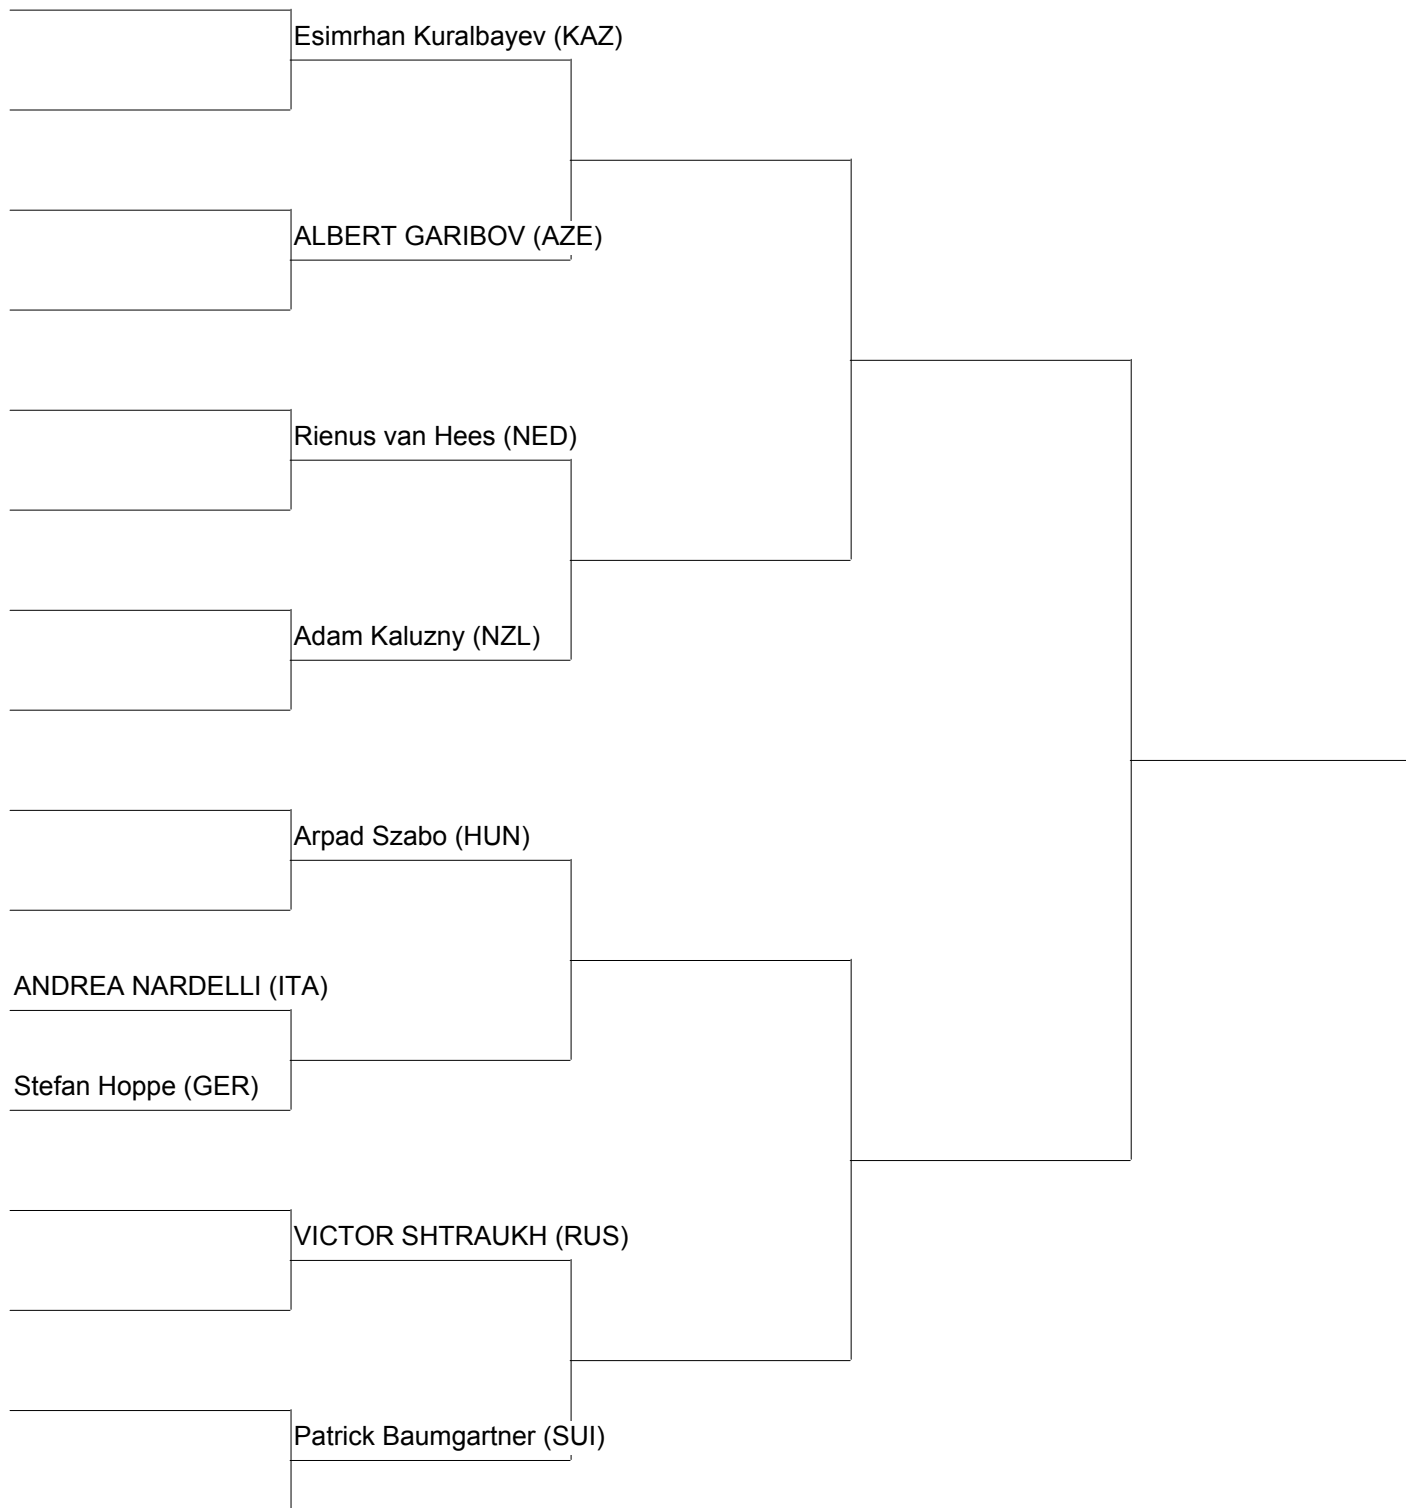 Esimrhan Kuralbayev (KAZ)
ALBERT GARIBOV (AZE)
Rienus van Hees (NED)
Adam Kaluzny (NZL)
Arpad Szabo (HUN)
ANDREA NARDELLI (ITA)
Stefan Hoppe (GER)
VICTOR SHTRAUKH (RUS)
Patrick Baumgartner (SUI)